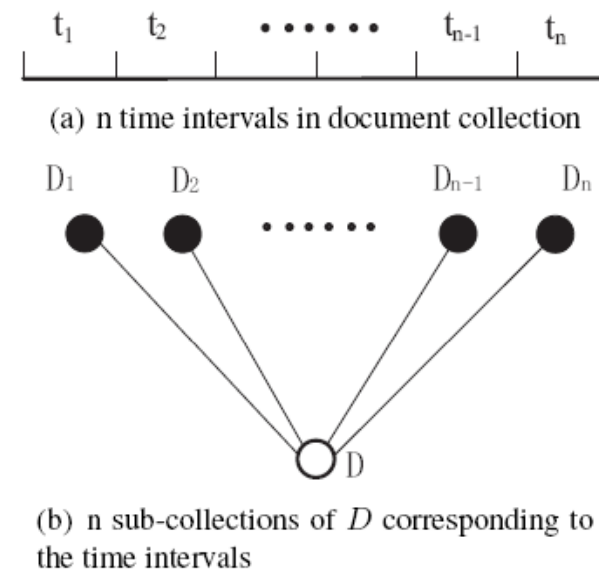 t1 t2 ...... tn-1 tn
(a) n time intervals in document collection
D1 D2 ...... Dn-1 Dn
D
(b) n sub-collections of D corresponding to
the time intervals